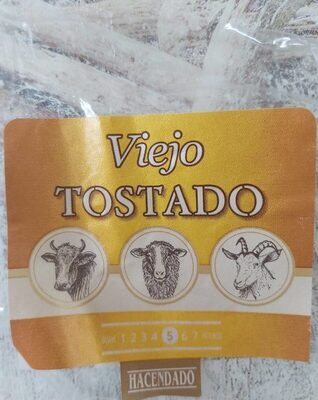 Viejo
TOSTADO
1 2 3 4 5 6 7
HACENDADO